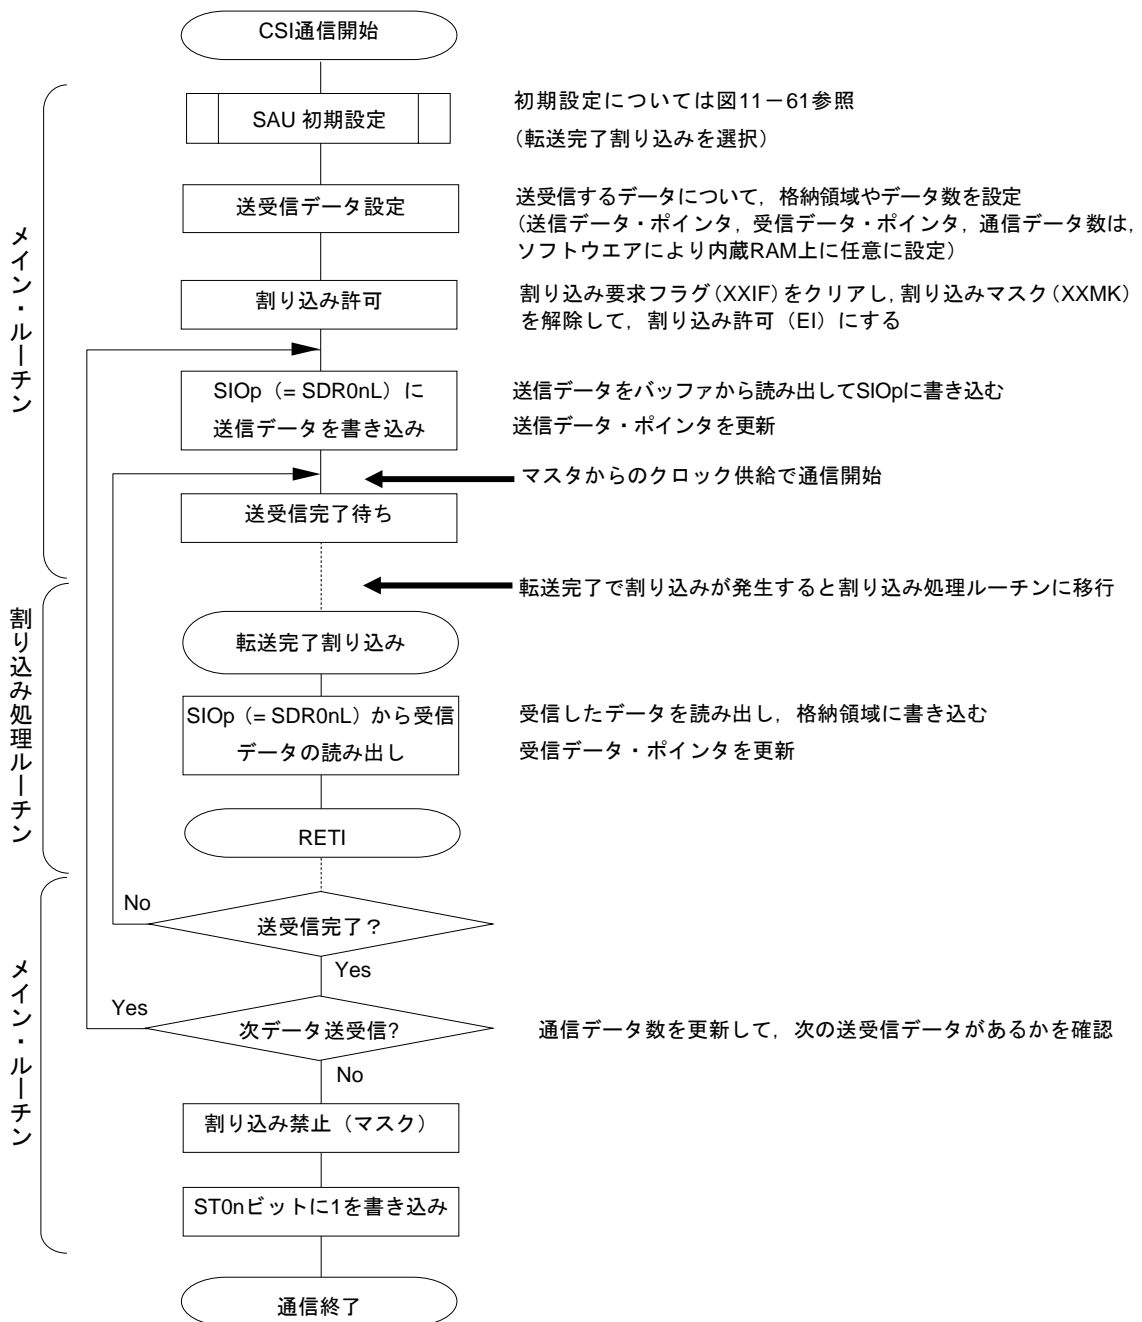 CSI通信開始
SAU 初期設定
初期設定については図11－61参照
（転送完了割り込みを選択）
送受信データ設定
送受信するデータについて，格納領域やデータ数を設定
（送信データ・ポインタ，受信データ・ポインタ，通信データ数は，
ソフトウエアにより内蔵RAM上に任意に設定）
メイン・ルーチン
割り込み許可
割り込み要求フラグ（XXIF）をクリアし，割り込みマスク（XXMK）
を解除して，割り込み許可（EI）にする
SIOp（= SDR0nL）に
送信データを書き込み
送信データをバッファから読み出してSIOpに書き込む
送信データ・ポインタを更新
マスタからのクロック供給で通信開始
送受信完了待ち
転送完了で割り込みが発生すると割り込み処理ルーチンに移行
割り込み処理ルーチン
転送完了割り込み
SIOp（= SDR0nL）から受信
データの読み出し
受信したデータを読み出し，格納領域に書き込む
受信データ・ポインタを更新
RETI
No
送受信完了？
Yes
メイン・ルーチン
Yes
次データ送受信?
通信データ数を更新して，次の送受信データがあるかを確認
No
割り込み禁止（マスク）
ST0nビットに1を書き込み
通信終了